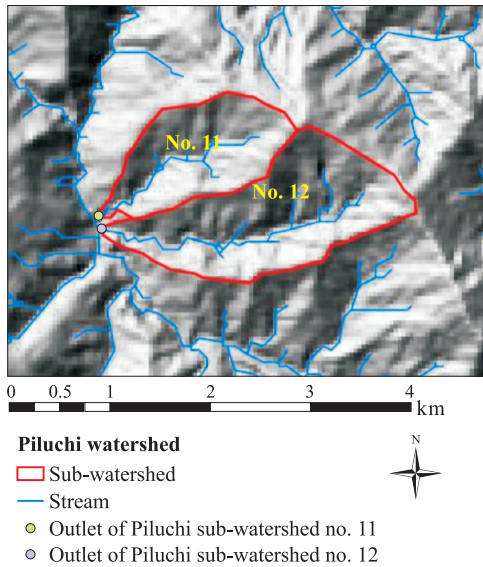 No. 11
No. 12
0 0.5 1 2 3 4
km
Piluchi watershed
N
Sub-watershed
Stream
Outlet of Piluchi sub-watershed no. 11
Outlet of Piluchi sub-watershed no. 12